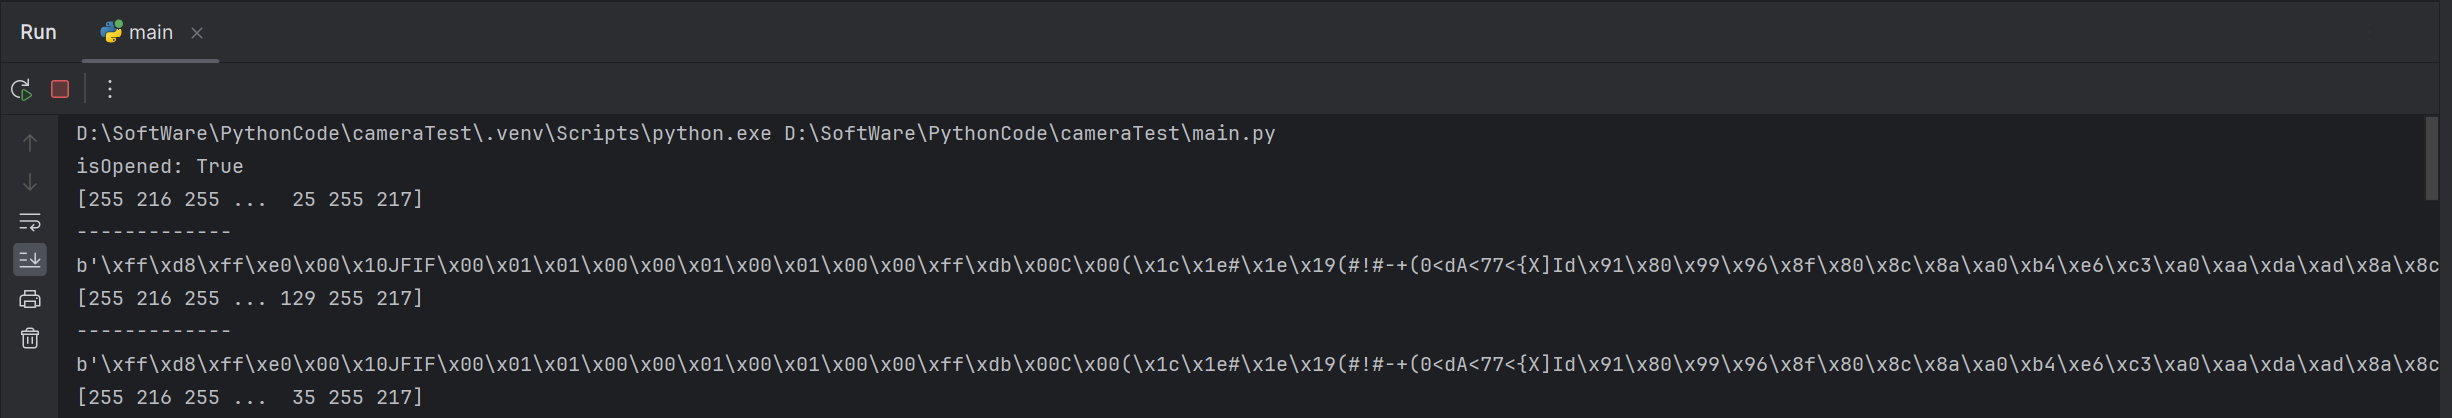 Run main
D:\SoftWare\PythonCode\cameraTest\.venv\Scripts\python.exe D:\SoftWare\PythonCode\cameraTest\main.py
isOpened: True
[255 216 255 ...  25 255 217]
-------------
b'\xff\xd8\xff\xe0\x00\x10JFIF\x00\x01\x01\x00\x00\x01\x00\x01\x00\x00\xff\xdb\x00C\x00(\x1c\x1e#\x1e\x19(#!#-+(0<dA<77<{X]Id\x91\x80\x99\x96\x8f\x80\x8c\x8a\xa0\xb4\xe6\xc3\xa0\xaa\xda\xad\x8a\x8c
[255 216 255 ... 129 255 217]
-------------
b'\xff\xd8\xff\xe0\x00\x10JFIF\x00\x01\x01\x00\x00\x01\x00\x01\x00\x00\xff\xdb\x00C\x00(\x1c\x1e#\x1e\x19(#!#-+(0<dA<77<{X]Id\x91\x80\x99\x96\x8f\x80\x8c\x8a\xa0\xb4\xe6\xc3\xa0\xaa\xda\xad\x8a\x8c
[255 216 255 ...  35 255 217]